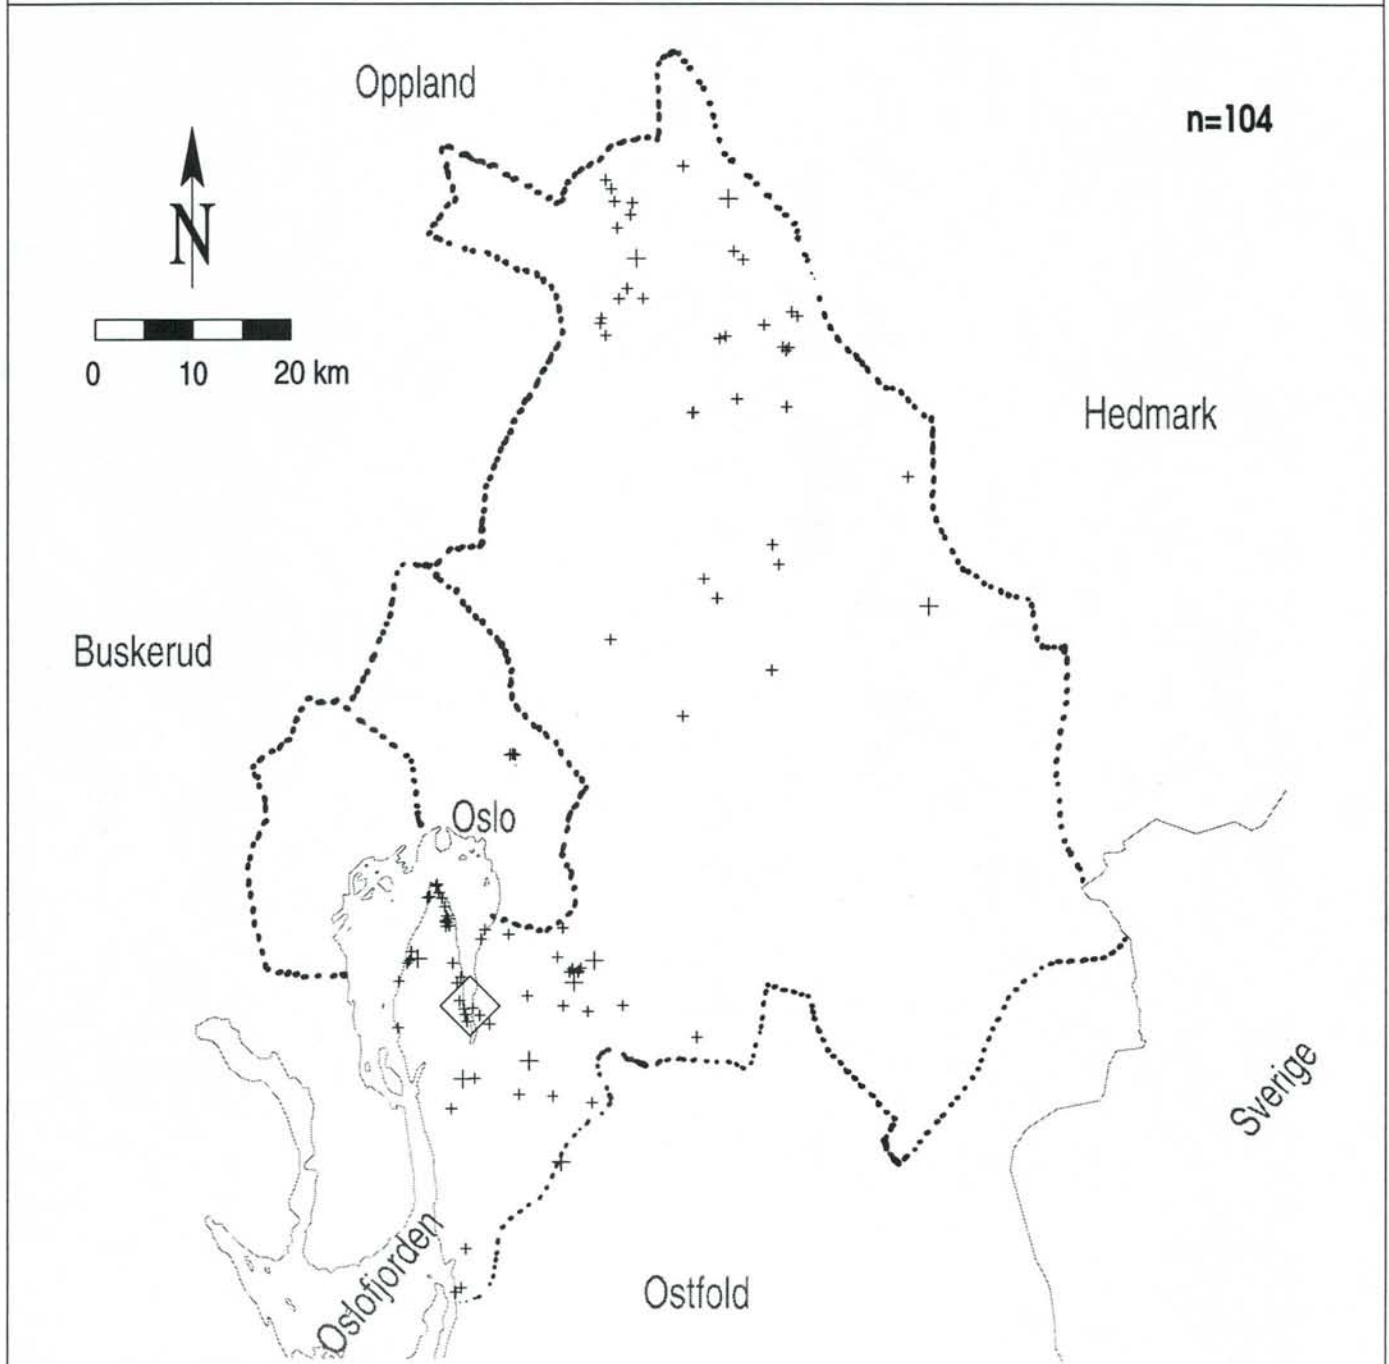 Oppland
n=104
N
0 10 20 km
Hedmark
Buskerud
Oslo
Sverige
Oslofjorden
Ostfold